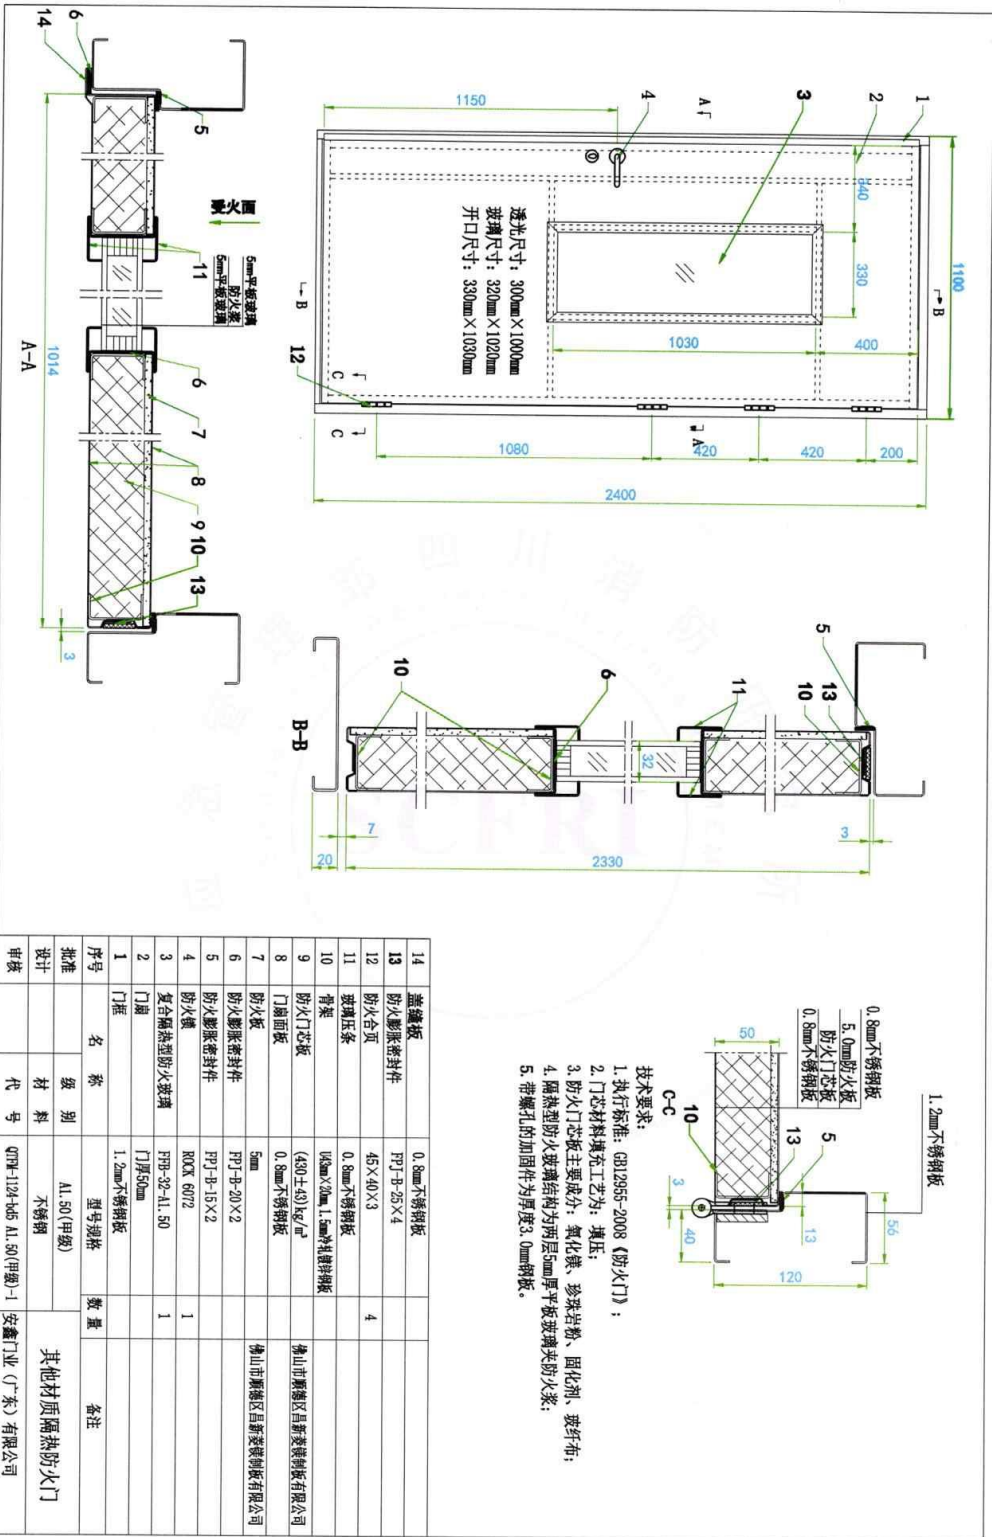 1
2
3
4
A
A
B
B
C
C
12
1150
340
330
1100
1030
400
1080
420
420
200
2400
透光尺寸：300mm×1000mm
玻璃尺寸：320mm×1020mm
开口尺寸：330mm×1030mm
6
14
5
受火面
11
5mm平板玻璃
防火浆
5mm平板玻璃
6
7
8
9
10
13
1014
3
A-A
5
13
10
11
6
10
32
3
7
20
2330
B-B
1.2mm不锈钢板
0.8mm不锈钢板
5.0mm防火板
防火门芯板
0.8mm不锈钢板
50
56
5
13
10
13
3
40
120
C-C
技术要求：
1. 执行标准：GB12955-2008《防火门》；
2. 门芯材料填充工艺为：填压；
3. 防火门芯板主要成分：氧化镁、珍珠岩粉、固化剂、玻纤布；
4. 隔热型防火玻璃结构为两层5mm厚平板玻璃夹防火浆；
5. 带螺孔的加固件为厚度3.0mm钢板。
14 盖缝板 0.8mm不锈钢板
13 防火膨胀密封件 FPJ-B-25×4
12 防火合页 45×40×3 4
11 玻璃压条 0.8mm不锈钢板
10 骨架 1.5mm冷轧镀锌钢板
9 防火门芯板 (430±43)kg/m³ 佛山市顺德区昌新菱镁制板有限公司
8 门扇面板 0.8mm不锈钢板
7 防火板 5mm 佛山市顺德区昌新菱镁制板有限公司
6 防火膨胀密封件 FPJ-B-20×2
5 防火膨胀密封件 FPJ-B-15×2
4 防火锁 ROCK 6072 1
3 复合隔热型防火玻璃 FFB-32-A1.50 1
2 门扇 门厚50mm
1 门框 1.2mm不锈钢板
序号 名 称 型号规格 数量 备注
批准 级 别 A1.50(甲级) 其他材质隔热防火门
设计 材 料 不锈钢
审核 代 号 QTFM-1124-bd5 A1.50(甲级)-1 安鑫门业（广东）有限公司